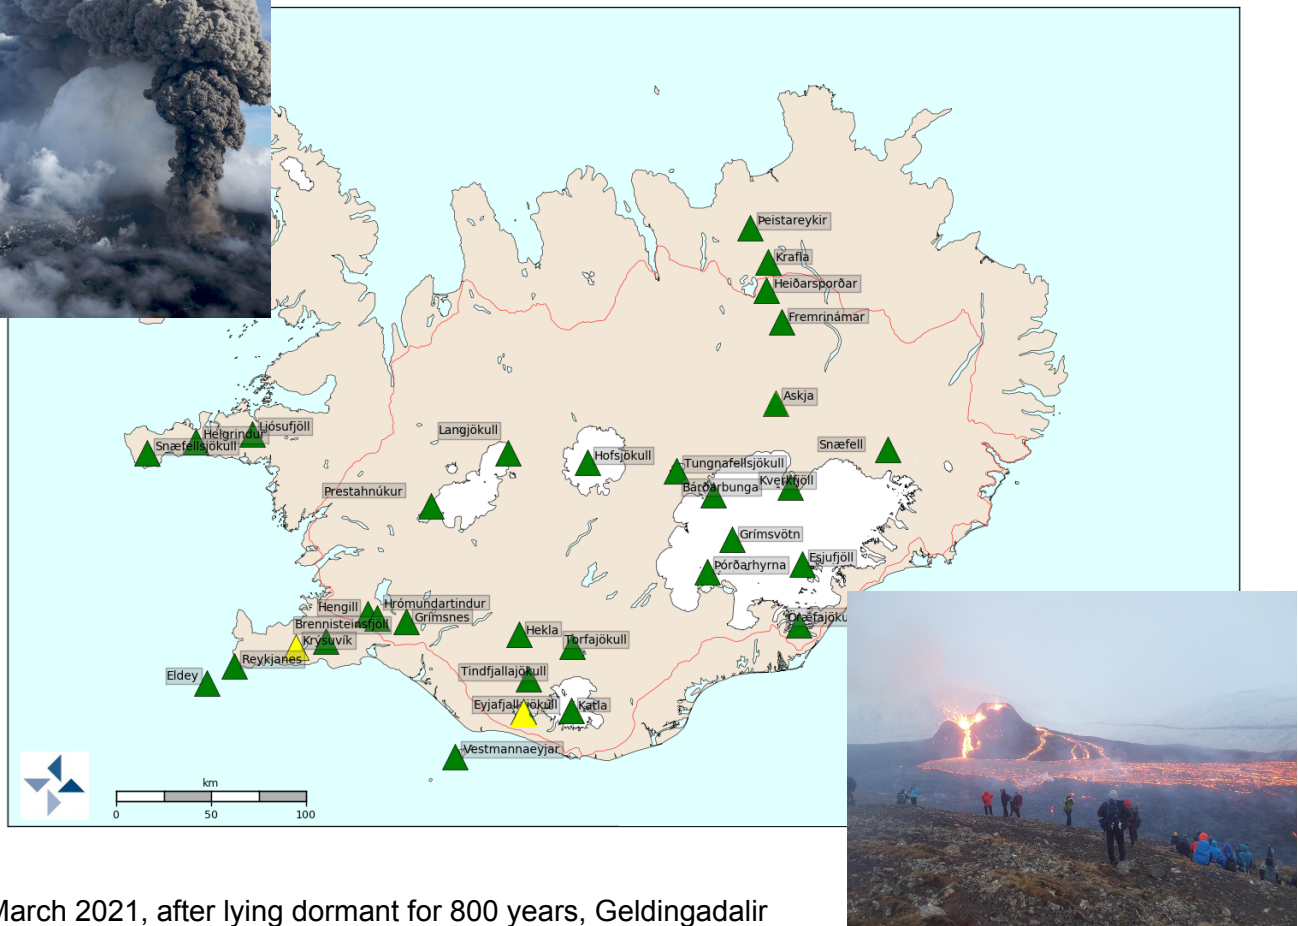 Þeistareykir
Krafla
Heiðarsporðar
Fremrinámar
Askja
Ljósufjöll
Helgrindur
Snæfellsjökull
Langjökull
Hofsjökull
Snæfell
Tungnafellsjökull
Kverkfjöll
Bárðarbunga
Prestahnúkur
Grímsvötn
Esjufjöll
Þórðarhyrna
Hengill
Hrómundartindur
Grímsnes
Brennisteinsfjöll
Krýsuvík
Hekla
Torfajökull
Öræfajöku
Reykjanes
Eldey
Tindfjallajökull
Eyjafjallajökull
Katla
Vestmannaeyjar
km
0 50 100
March 2021, after lying dormant for 800 years, Geldingadalir